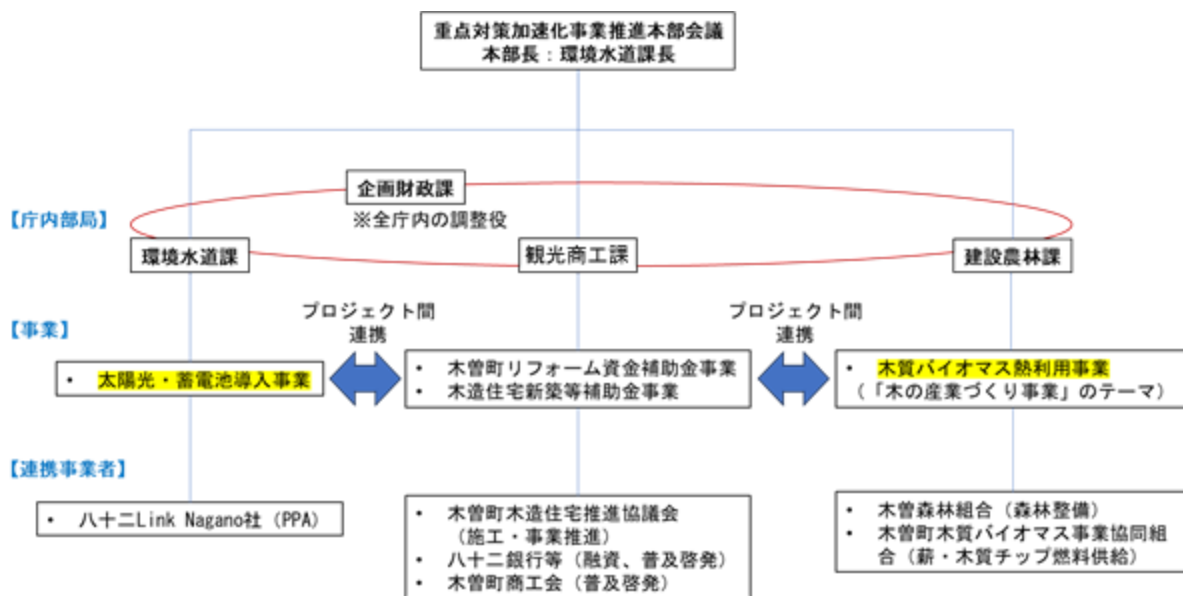 重点対策加速化事業推進本部会議
本部長：環境水道課長
企画財政課
※全庁内の調整役
【庁内部局】
環境水道課
観光商工課
建設農林課
【事業】
プロジェクト間
連携
プロジェクト間
連携
・ 太陽光・蓄電池導入事業
・ 木曽町リフォーム資金補助金事業
・ 木造住宅新築等補助金事業
・ 木質バイオマス熱利用事業
（「木の産業づくり事業」のテーマ）
【連携事業者】
・ 八十二Link Nagano社（PPA）
・ 木曽町木造住宅推進協議会
（施工・事業推進）
・ 八十二銀行等（融資、普及啓発）
・ 木曽町商工会（普及啓発）
・ 木曽森林組合（森林整備）
・ 木曽町木質バイオマス事業協同組
合（薪・木質チップ燃料供給）